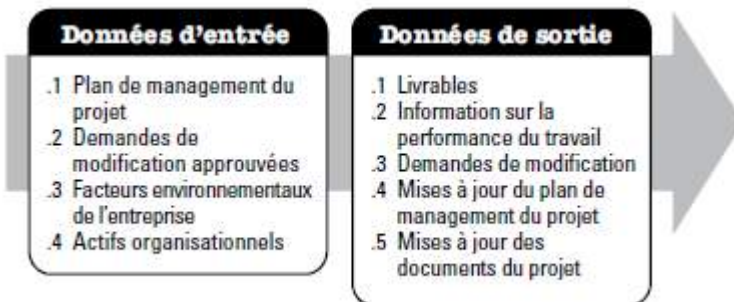 Données d'entrée
.1 Plan de management du
projet
.2 Demandes de
modification approuvées
.3 Facteurs environnementaux
de l'entreprise
.4 Actifs organisationnels
Données de sortie
.1 Livrables
.2 Information sur la
performance du travail
.3 Demandes de modification
.4 Mises à jour du plan de
management du projet
.5 Mises à jour des
documents du projet